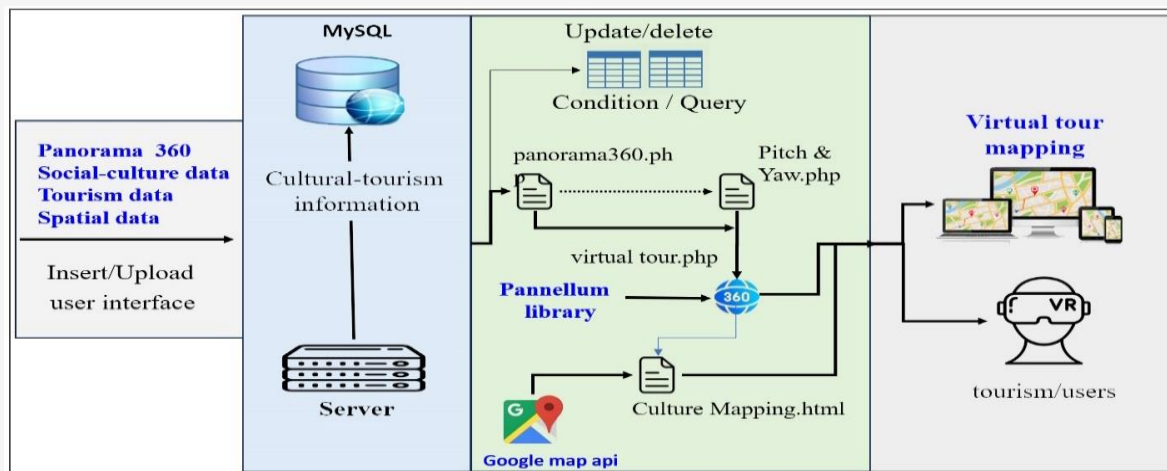 Panorama 360
Social-culture data
Tourism data
Spatial data
Insert/Upload
user interface
MySQL
Cultural-tourism
information
Server
Update/delete
Condition / Query
panorama360.ph
p
Pitch &
Yaw.php
virtual tour.php
Pannellum
library
360
Culture Mapping.html
G
Google map api
Virtual tour
mapping
VR
tourism/users